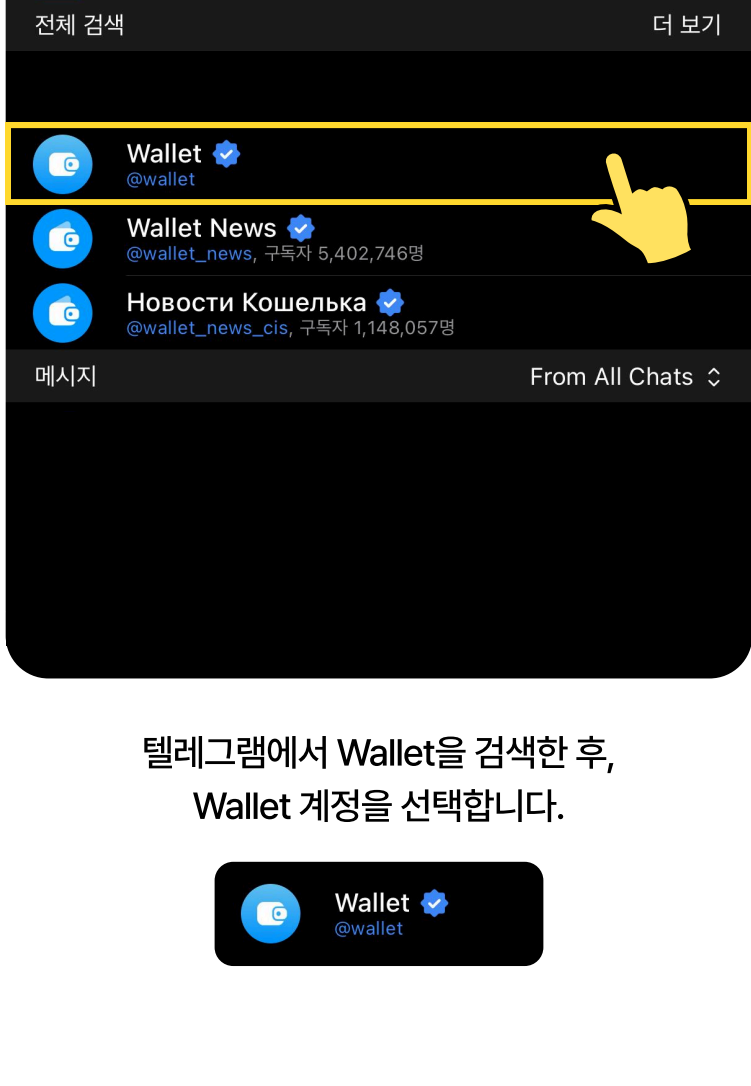 전체 검색 더 보기
Wallet
@wallet
Wallet News
@wallet_news, 구독자 5,402,746명
Новости Кошелька
@wallet_news_cis, 구독자 1,148,057명
메시지 From All Chats
텔레그램에서 Wallet을 검색한 후,
Wallet 계정을 선택합니다.
Wallet
@wallet